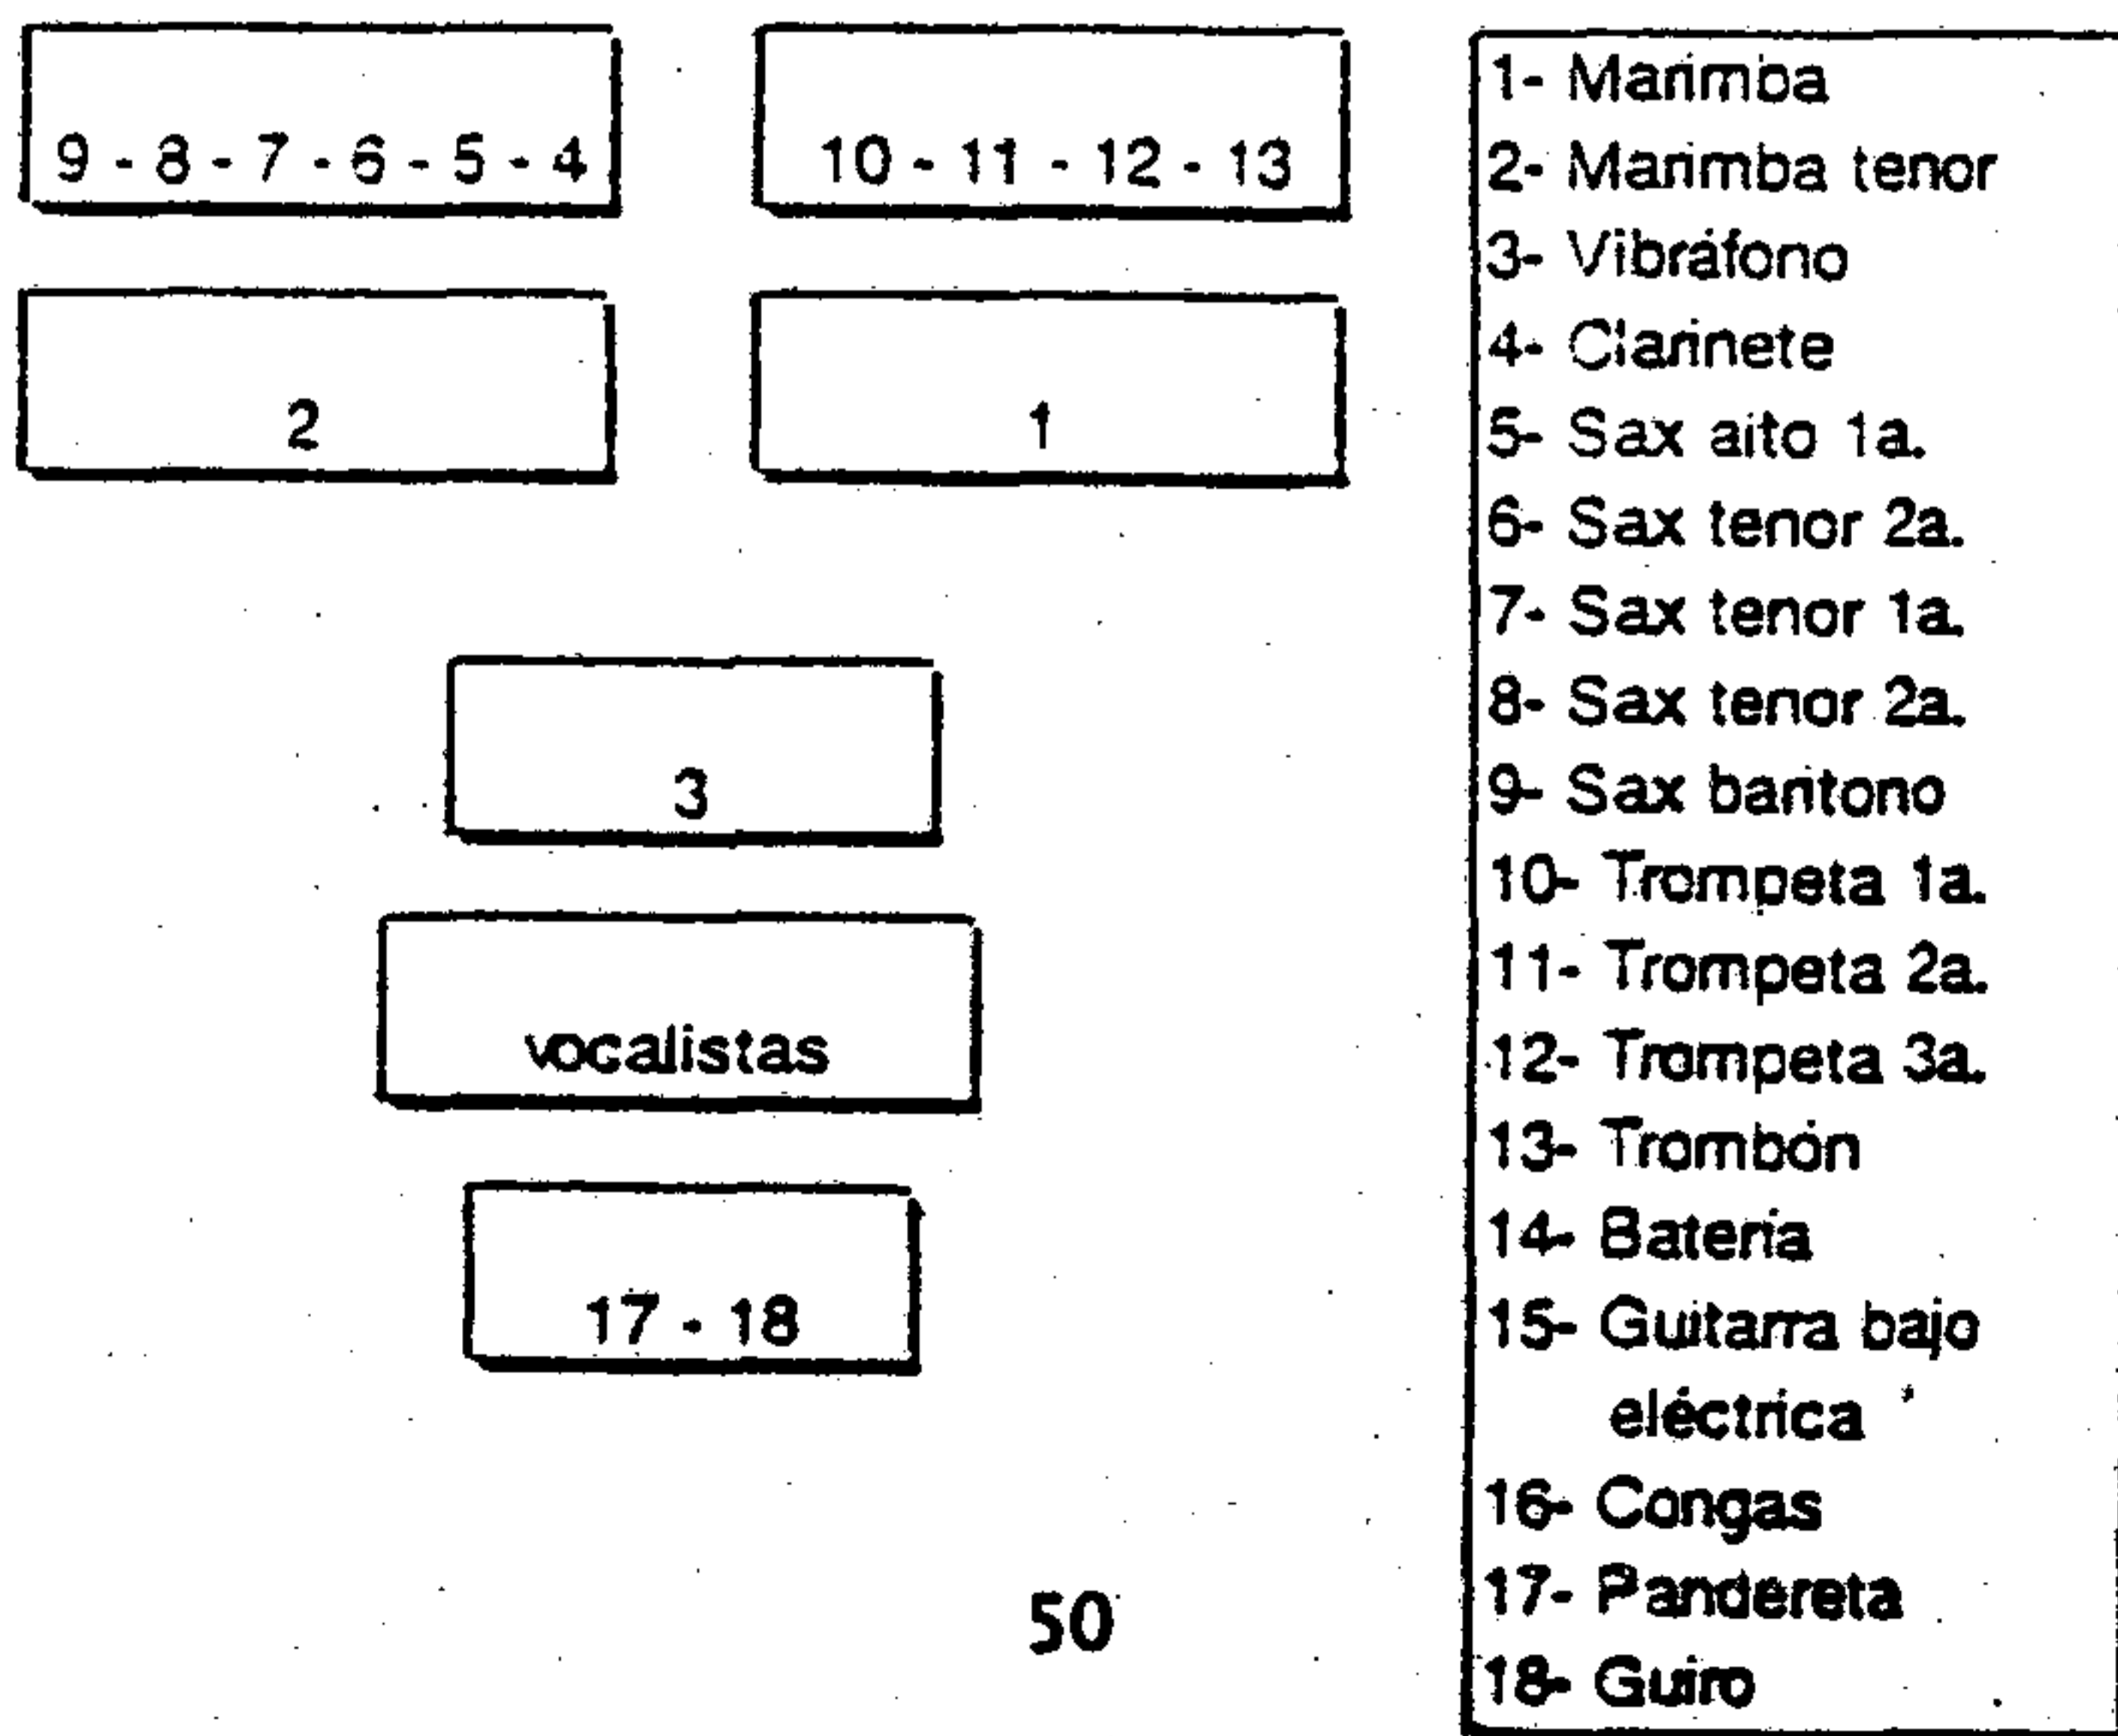 9 - 8 - 7 - 6 - 5 - 4
10 - 11 - 12 - 13
2
1
3
vocalistas
17 - 18
1- Marimba
2- Marimba tenor
3- Vibráfono
4- Clarinete
5- Sax alto 1a.
6- Sax tenor 2a.
7- Sax tenor 1a.
8- Sax tenor 2a.
9- Sax baritono
10- Trompeta 1a.
11- Trompeta 2a.
12- Trompeta 3a.
13- Trombón
14- Bateria
15- Guitarra bajo
eléctrica
16- Congas
17- Pandereta
18- Guiro
50